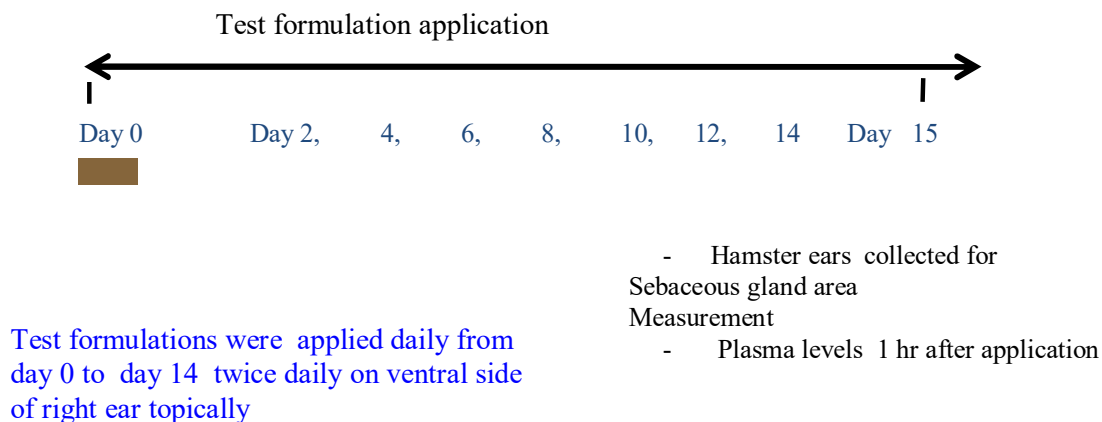 Test formulation application
Day 0 Day 2, 4, 6, 8, 10, 12, 14 Day 15
- Hamster ears collected for
Sebaceous gland area
Measurement
- Plasma levels 1 hr after application
Test formulations were applied daily from
day 0 to day 14 twice daily on ventral side
of right ear topically